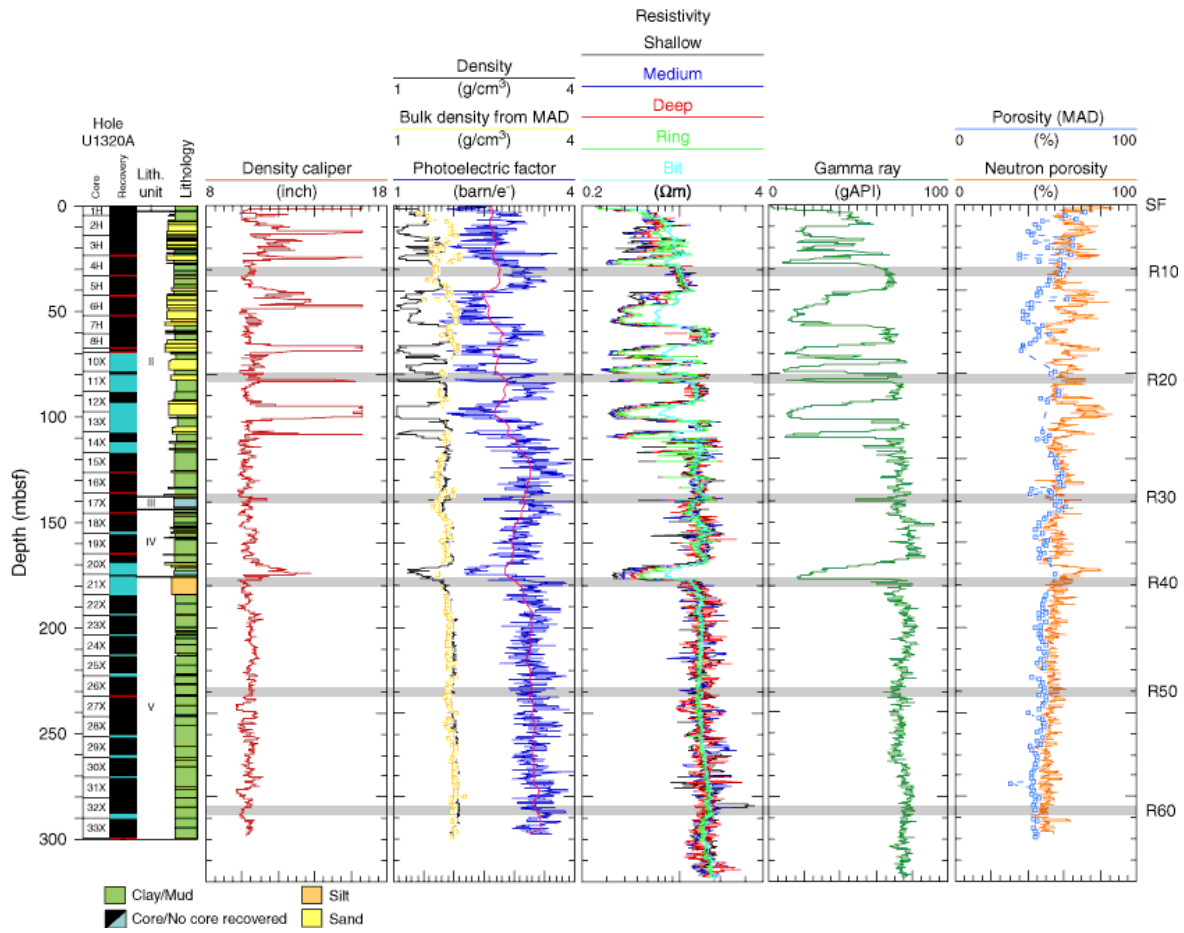 Resistivity
Shallow
Density
1 (g/cm³) 4
Medium
Bulk density from MAD
1 (g/cm³) 4
Deep
Ring
Porosity (MAD)
0 (%) 100
Hole
U1320A
Core
Recovery
Lith.
unit
Lithology
Density caliper
8 (inch) 18
Photoelectric factor
1 (barn/e⁻) 4
Bit
0.2 (Ωm) 4
Gamma ray
0 (gAPI) 100
Neutron porosity
0 (%) 100
Depth (mbsf)
0
50
100
150
200
250
300
1H
2H
3H
4H
5H
6H
7H
8H
10X
11X
12X
13X
14X
15X
16X
17X
18X
19X
20X
21X
22X
23X
24X
25X
26X
27X
28X
29X
30X
31X
32X
33X
II
III
IV
V
SF
R10
R20
R30
R40
R50
R60
Clay/Mud
Silt
Core/No core recovered
Sand